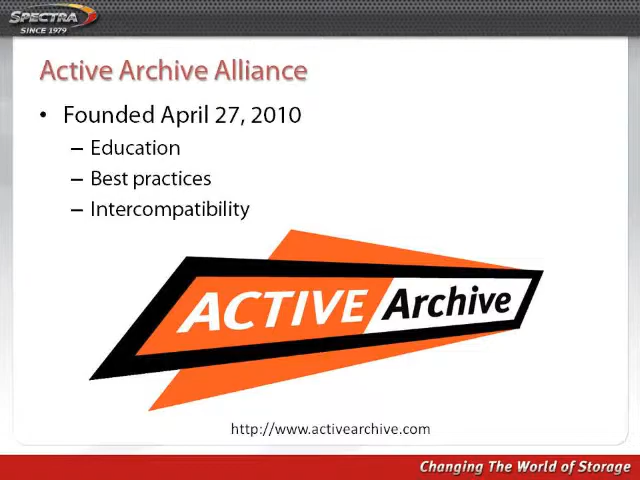 SPECTRA
SINCE 1979
Active Archive Alliance
• Founded April 27, 2010
– Education
– Best practices
– Intercompatibility
ACTIVE Archive
http://www.activearchive.com
Changing The World of Storage